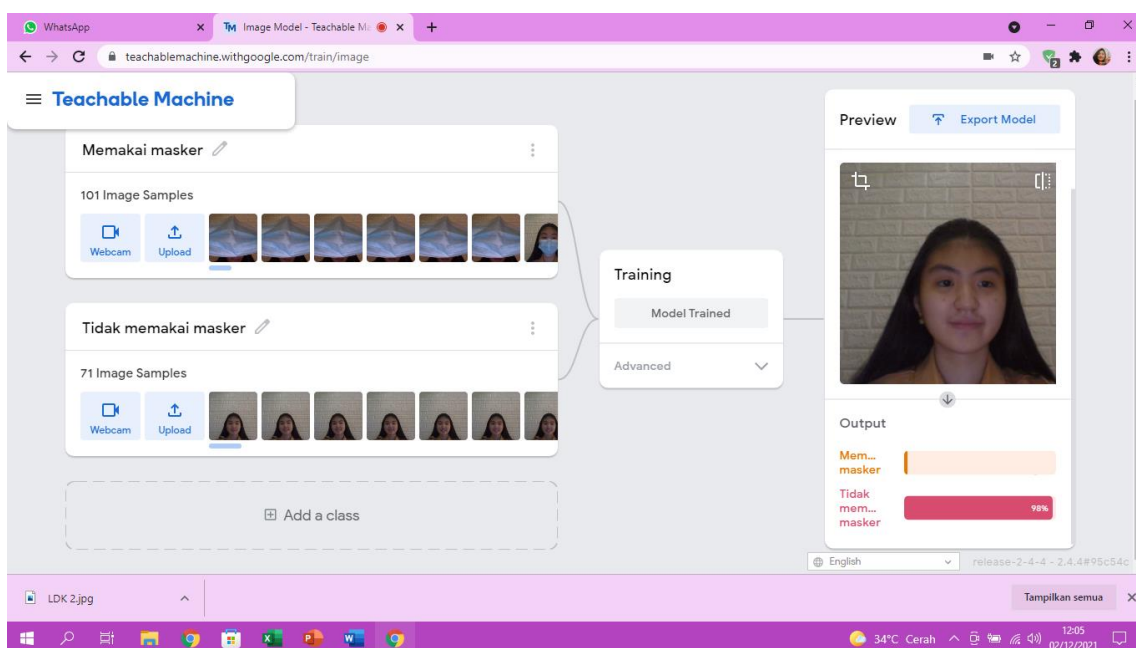 WhatsApp
Image Model - Teachable Ma
teachablemachine.withgoogle.com/train/image
2
Teachable Machine
Memakai masker
101 Image Samples
Webcam
Upload
Tidak memakai masker
71 Image Samples
Webcam
Upload
Add a class
Training
Model Trained
Advanced
Preview
Export Model
Output
Mem...
masker
Tidak
mem...
masker
98%
English
release-2-4-4 - 2.4.4#95c54c
LDK 2.jpg
Tampilkan semua
34°C Cerah
12:05
02/12/2021